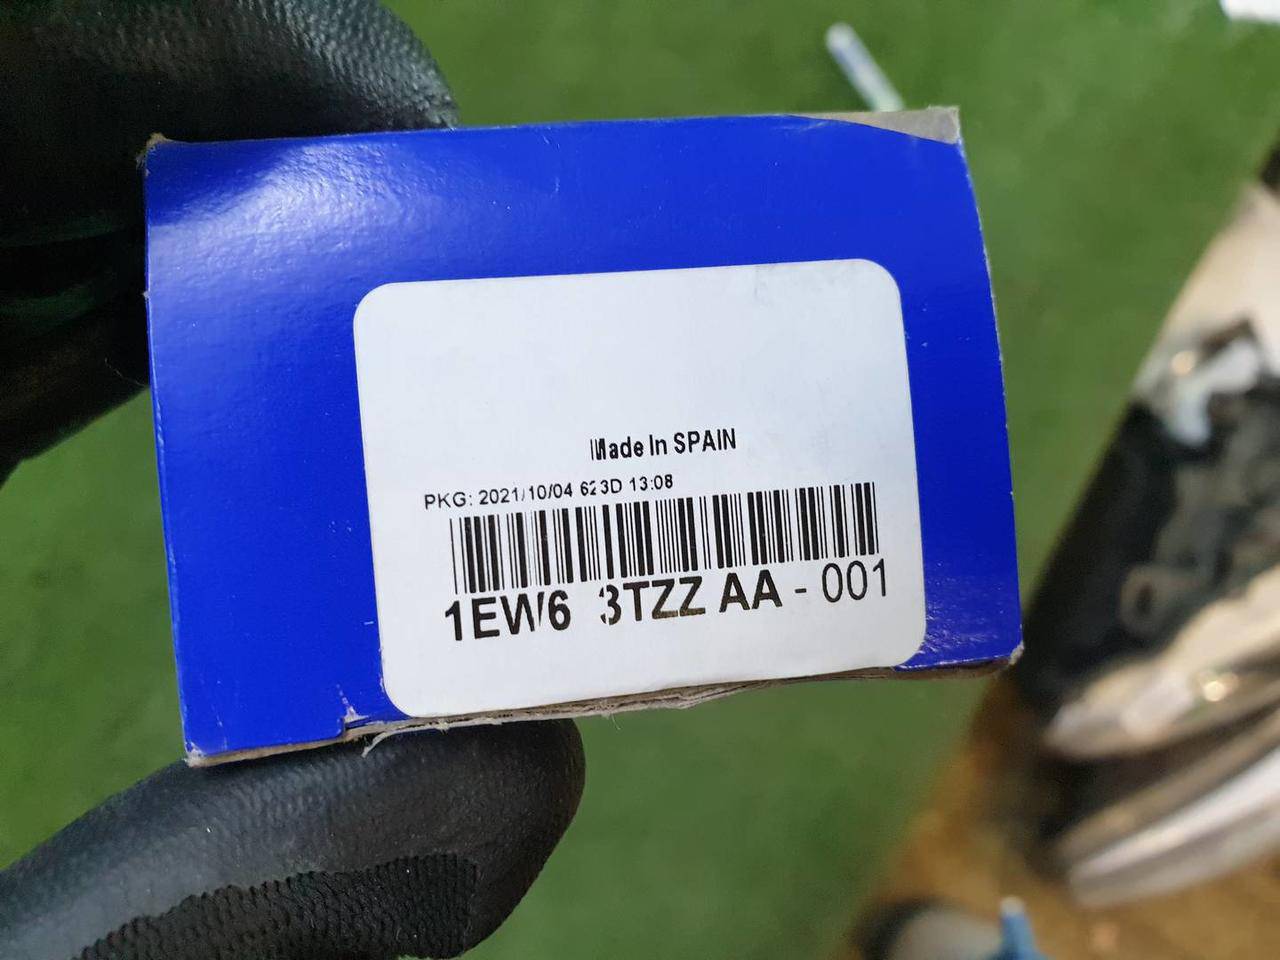 Made In SPAIN
PKG: 2021/10/04 623D 13:08
1EW6 3TZZ AA - 001